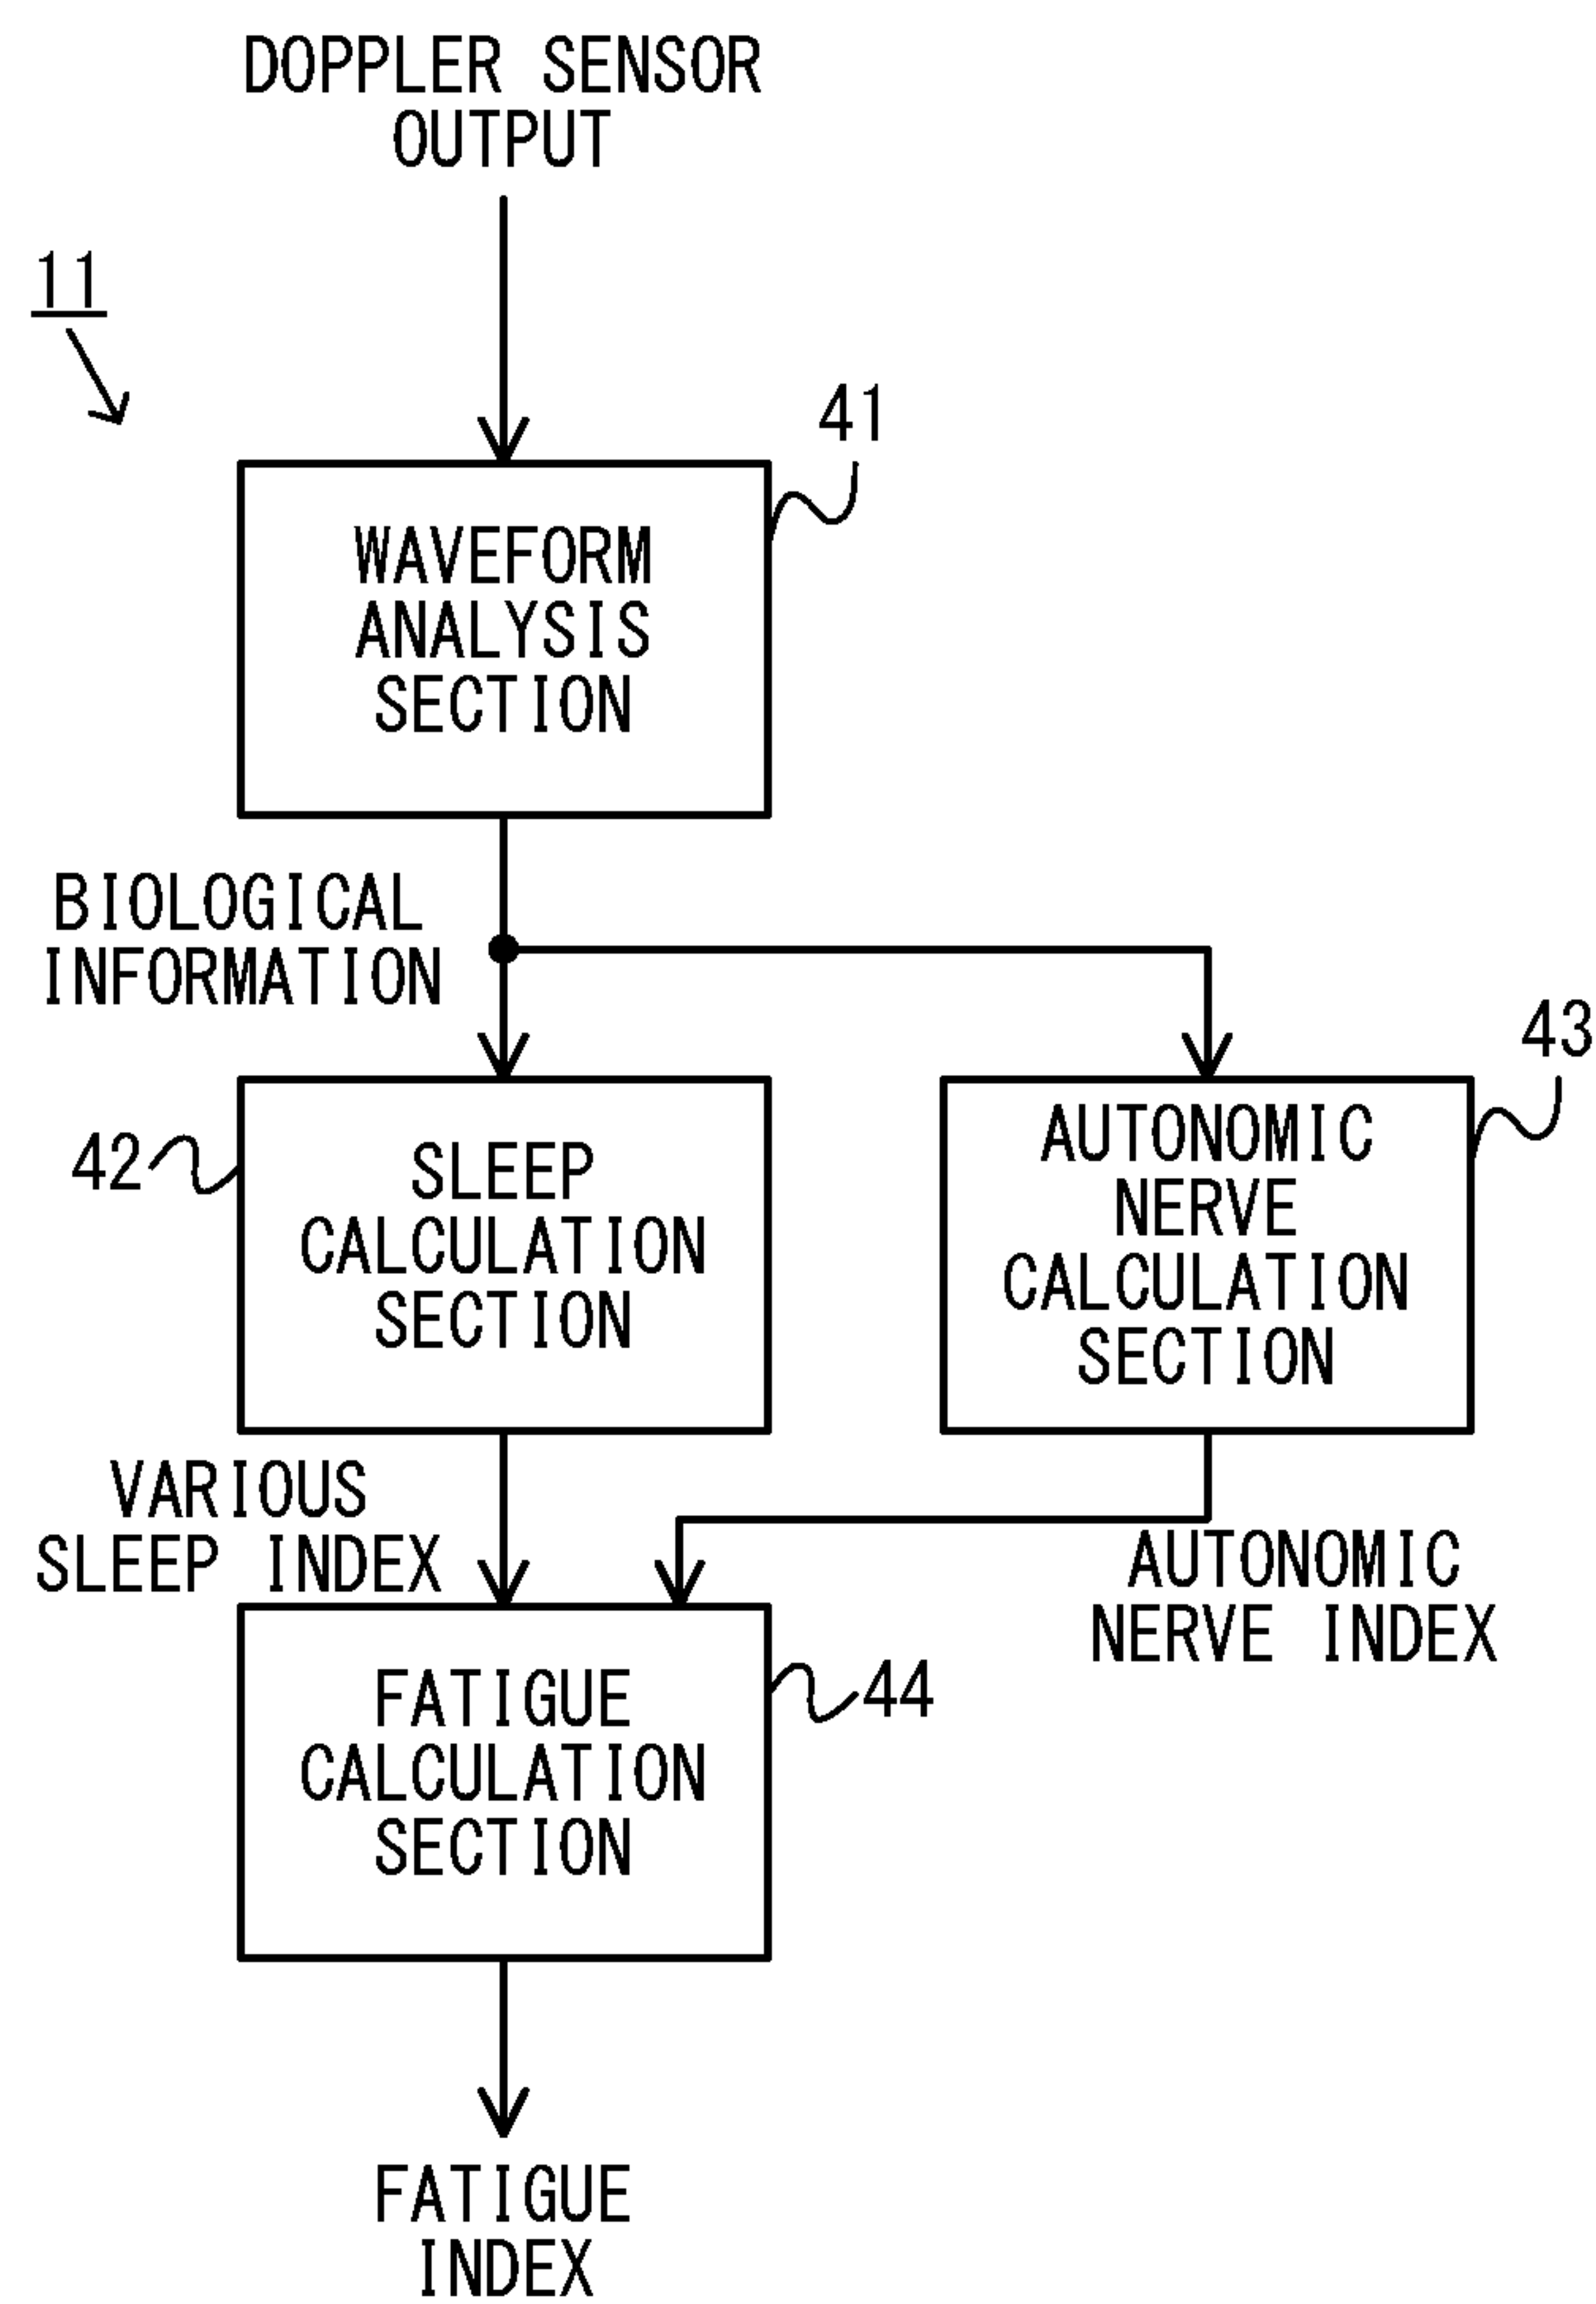 DOPPLER SENSOR
OUTPUT
11
41
WAVEFORM
ANALYSIS
SECTION
BIOLOGICAL
INFORMATION
43
42
SLEEP
CALCULATION
SECTION
AUTONOMIC
NERVE
CALCULATION
SECTION
VARIOUS
SLEEP INDEX
AUTONOMIC
NERVE INDEX
FATIGUE
CALCULATION
SECTION
44
FATIGUE
INDEX